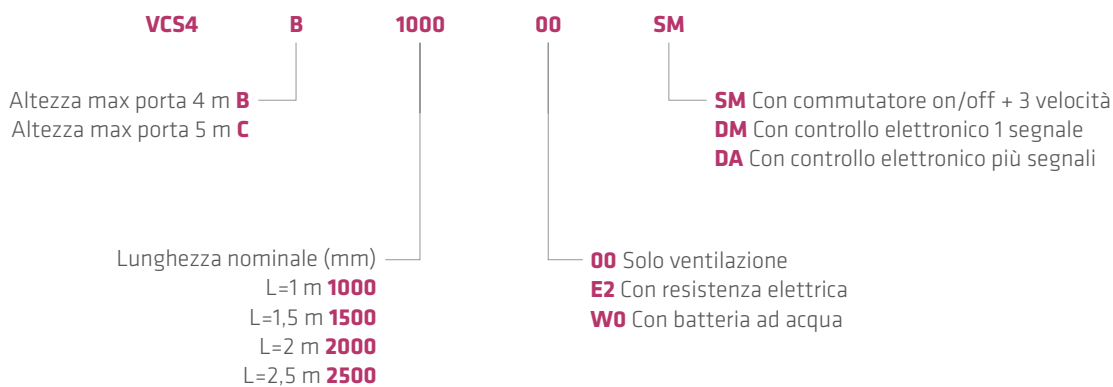 VCS4 B 1000 00 SM
Altezza max porta 4 m B
Altezza max porta 5 m C
SM Con commutatore on/off + 3 velocità
DM Con controllo elettronico 1 segnale
DA Con controllo elettronico più segnali
Lunghezza nominale (mm)
L=1 m 1000
L=1,5 m 1500
L=2 m 2000
L=2,5 m 2500
00 Solo ventilazione
E2 Con resistenza elettrica
W0 Con batteria ad acqua